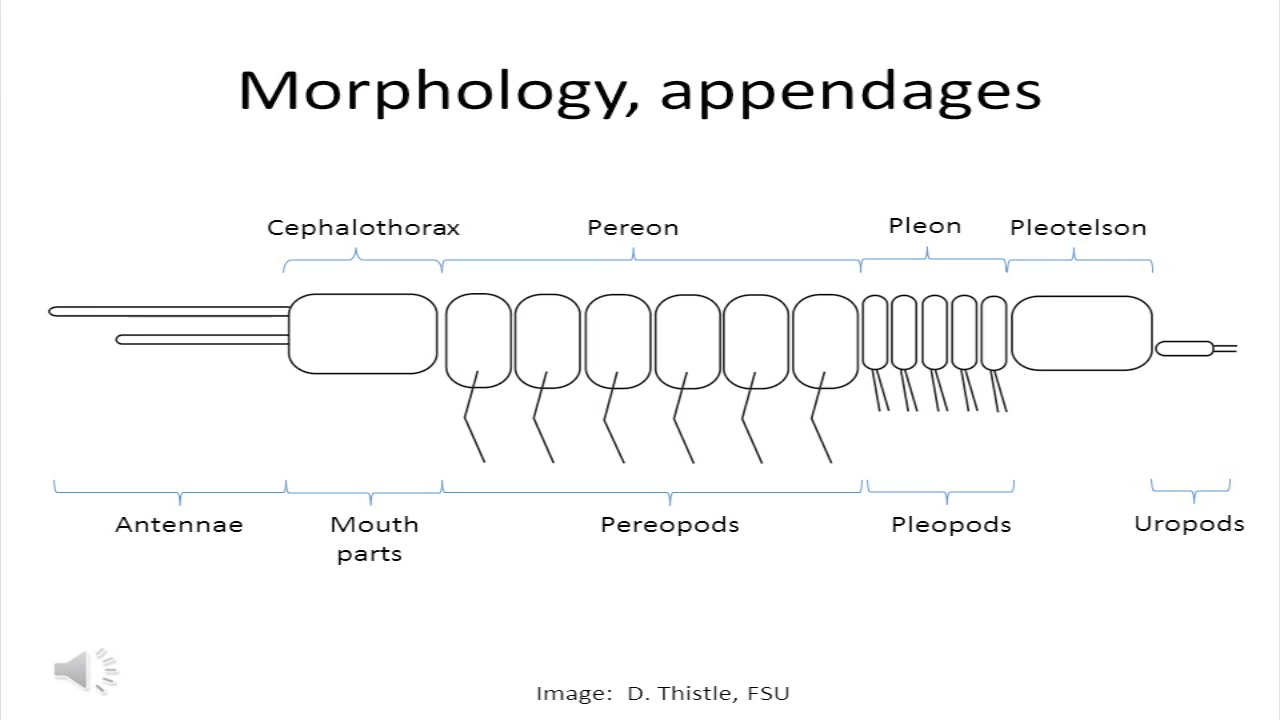 Morphology, appendages
Cephalothorax
Pereon
Pleon
Pleotelson
Antennae
Mouth
parts
Pereopods
Pleopods
Uropods
Image: D. Thistle, FSU